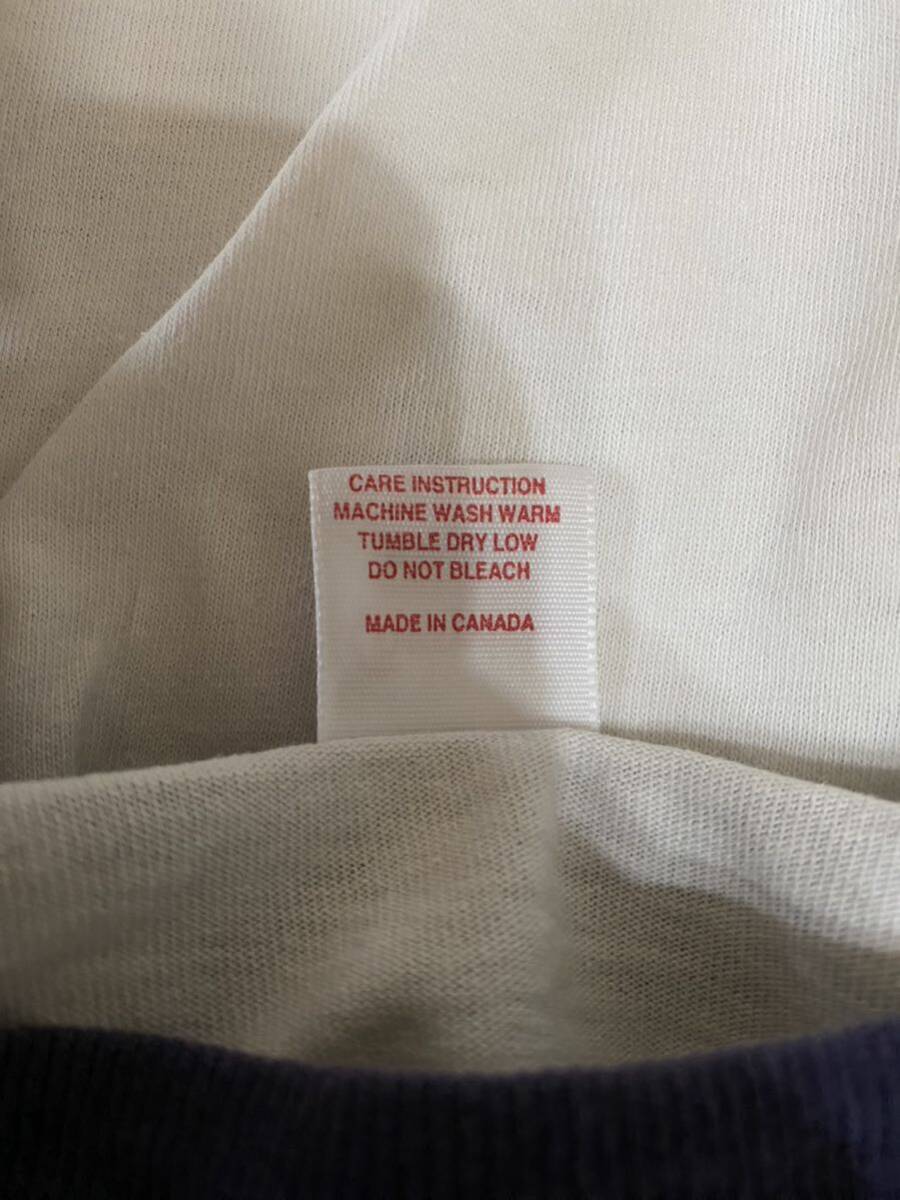 CARE INSTRUCTION
MACHINE WASH WARM
TUMBLE DRY LOW
DO NOT BLEACH
MADE IN CANADA